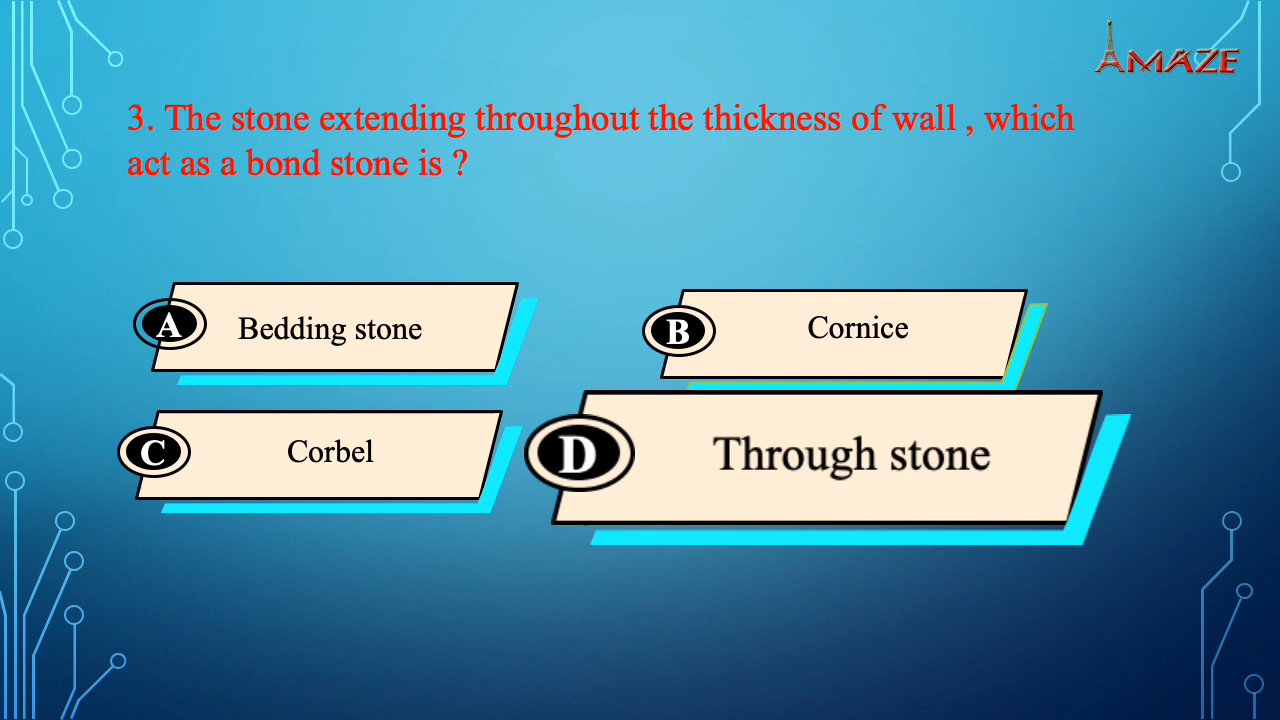 AMAZE
3. The stone extending throughout the thickness of wall , which
act as a bond stone is ?
A Bedding stone
B Cornice
C Corbel
D Through stone